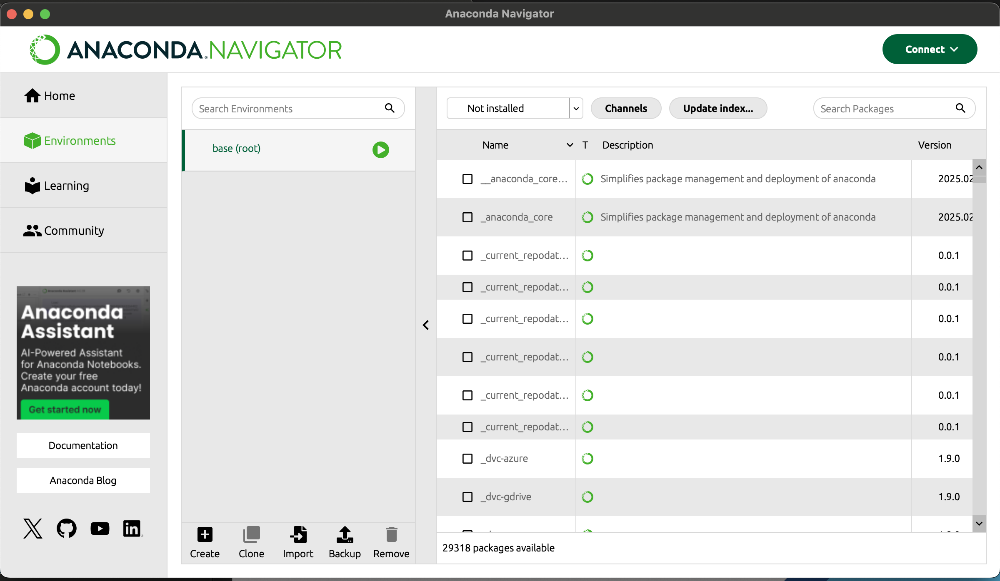 Anaconda Navigator
ANACONDA.NAVIGATOR
Connect
Home
Environments
Learning
Community
Anaconda
Assistant
AI-Powered Assistant
for Anaconda Notebooks.
Create your free
Anaconda account today!
Get started now
Documentation
Anaconda Blog
Search Environments
base (root)
Create
Clone
Import
Backup
Remove
Not installed
Channels
Update index...
Search Packages
Name T Description Version
__anaconda_core... Simplifies package management and deployment of anaconda 2025.02
_anaconda_core Simplifies package management and deployment of anaconda 2025.02
_current_repodat... 0.0.1
_current_repodat... 0.0.1
_current_repodat... 0.0.1
_current_repodat... 0.0.1
_current_repodat... 0.0.1
_current_repodat... 0.0.1
_dvc-azure 1.9.0
_dvc-gdrive 1.9.0
29318 packages available